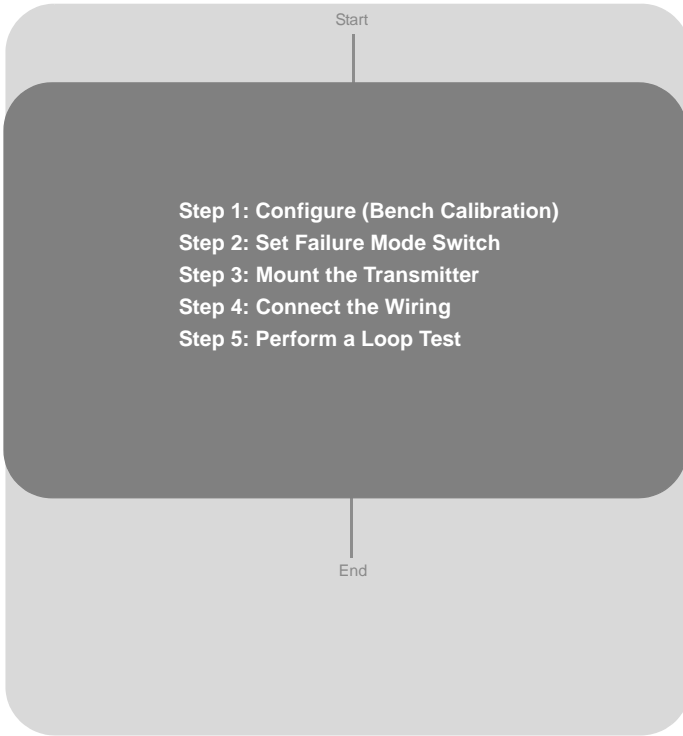 Start
Step 1: Configure (Bench Calibration)
Step 2: Set Failure Mode Switch
Step 3: Mount the Transmitter
Step 4: Connect the Wiring
Step 5: Perform a Loop Test
End